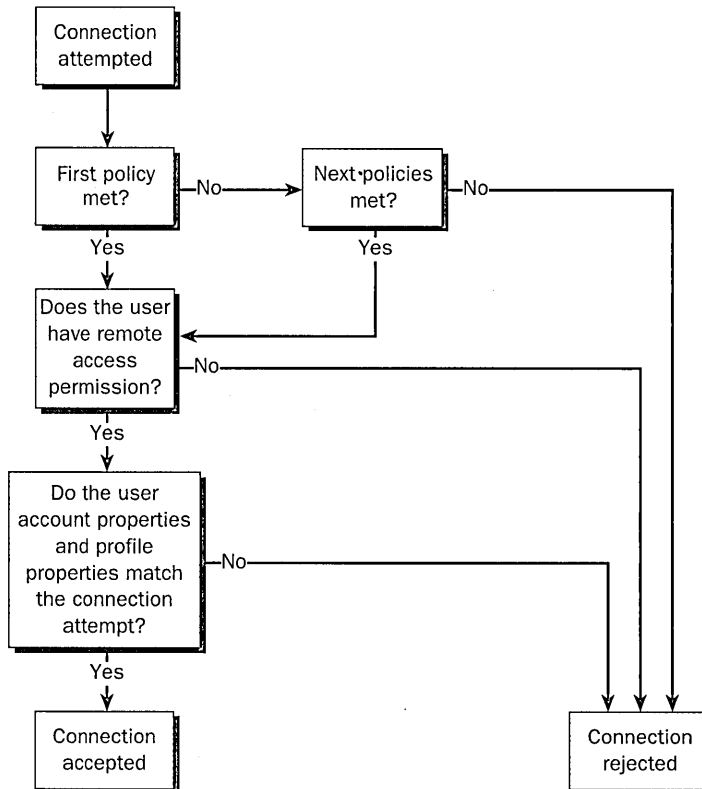 Connection
attempted
First policy
met?
No
Next policies
met?
No
Yes
Yes
Does the user
have remote
access
permission?
No
Yes
Do the user
account properties
and profile
properties match
the connection
attempt?
No
Yes
Connection
accepted
Connection
rejected